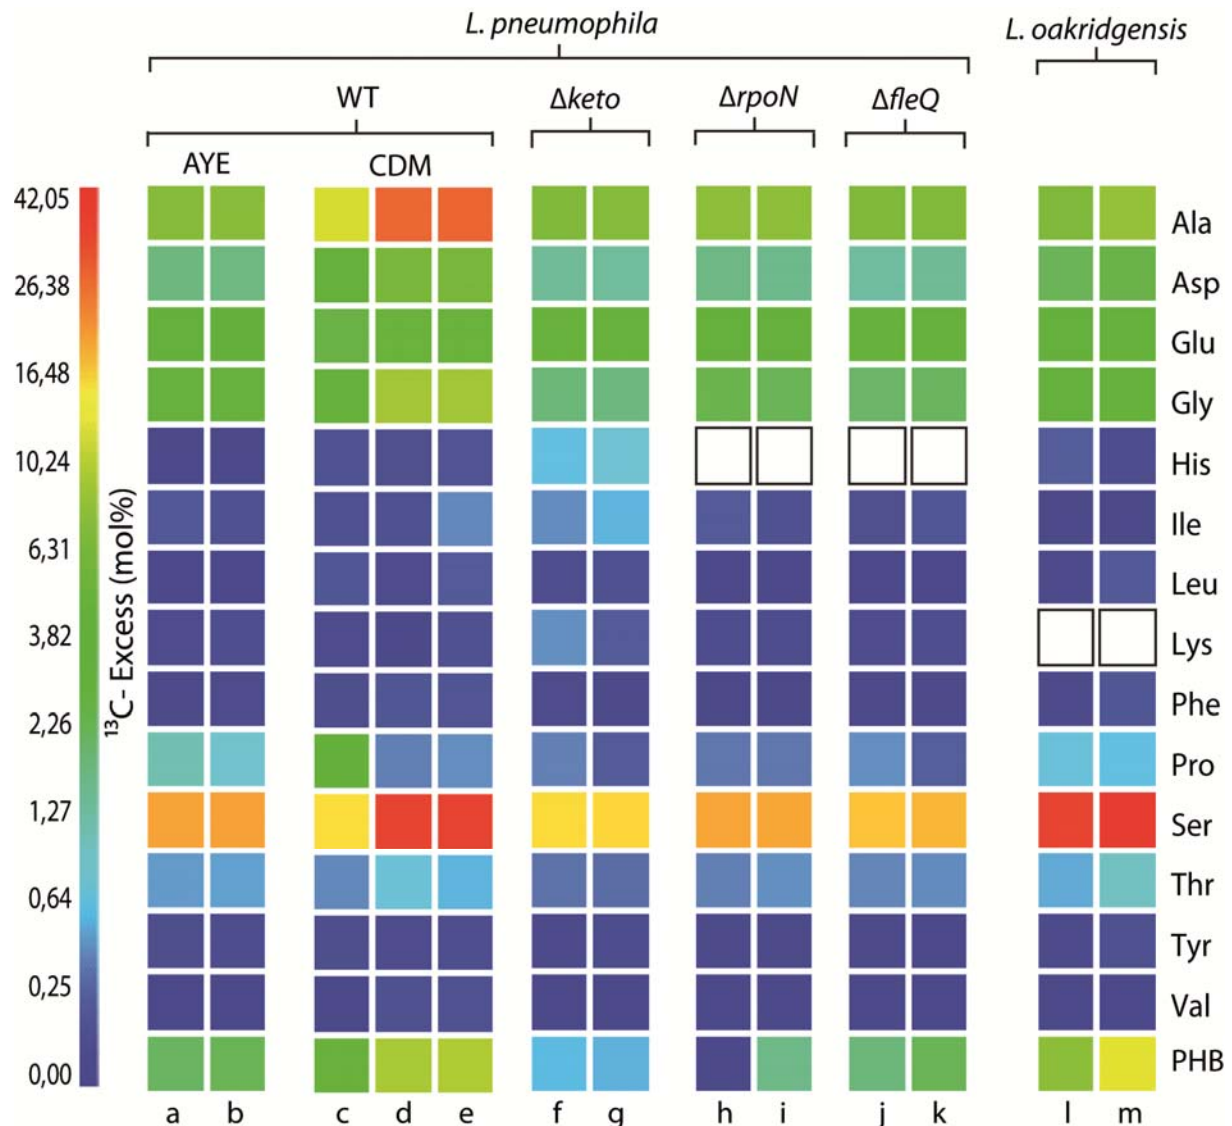 L. pneumophila
L. oakridgensis
WT
Δketo
ΔrpoN
ΔfleQ
AYE
CDM
42,05
26,38
16,48
10,24
6,31
3,82
2,26
1,27
0,64
0,25
0,00
¹³C- Excess (mol%)
Ala
Asp
Glu
Gly
His
Ile
Leu
Lys
Phe
Pro
Ser
Thr
Tyr
Val
PHB
a b c d e f g h i j k l m